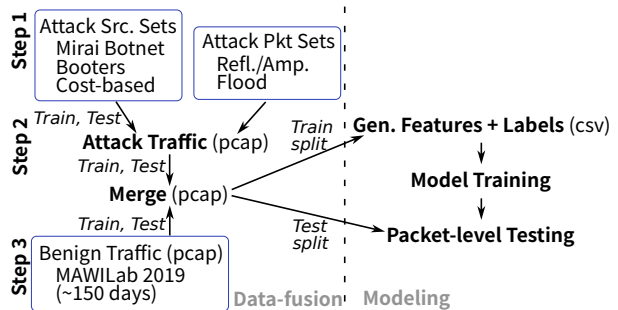 Step 1
Attack Src. Sets
Mirai Botnet
Booters
Cost-based
Attack Pkt Sets
Refl./Amp.
Flood
Train, Test
Step 2
Attack Traffic (pcap)
Train, Test
Merge (pcap)
Train, Test
Step 3
Benign Traffic (pcap)
MAWILab 2019
(~150 days)
Data-fusion
Train
split
Gen. Features + Labels (csv)
Model Training
Test
split
Packet-level Testing
Modeling